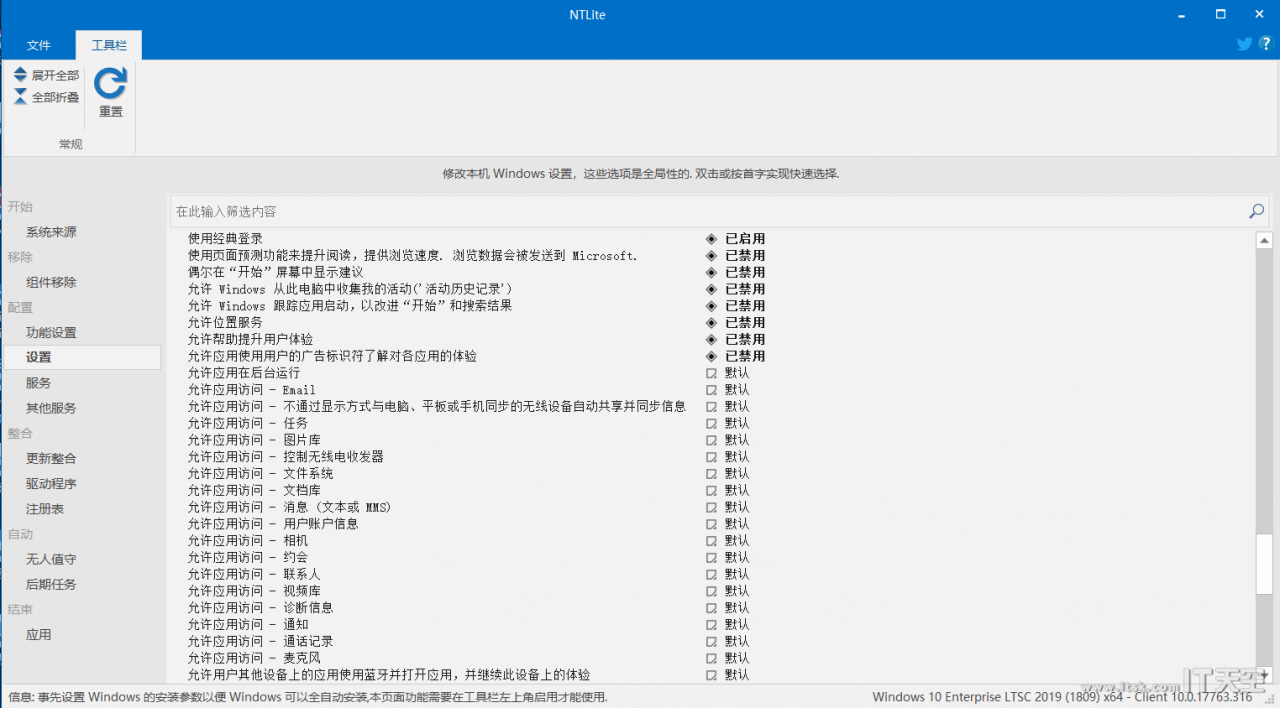 NTLite
文件 工具栏
展开全部
全部折叠
重置
常规
修改本机 Windows 设置，这些选项是全局性的. 双击或按首字实现快速选择.
开始
系统来源
移除
组件移除
配置
功能设置
设置
服务
其他服务
整合
更新整合
驱动程序
注册表
自动
无人值守
后期任务
结束
应用
在此输入筛选内容
使用经典登录 已启用
使用页面预测功能来提升阅读，提供浏览速度. 浏览数据会被发送到 Microsoft. 已禁用
偶尔在“开始”屏幕中显示建议 已禁用
允许 Windows 从此电脑中收集我的活动('活动历史记录') 已禁用
允许 Windows 跟踪应用启动，以改进“开始”和搜索结果 已禁用
允许位置服务 已禁用
允许帮助提升用户体验 已禁用
允许应用使用用户的广告标识符了解对各应用的体验 已禁用
允许应用在后台运行 默认
允许应用访问 - Email 默认
允许应用访问 - 不通过显示方式与电脑、平板或手机同步的无线设备自动共享并同步信息 默认
允许应用访问 - 任务 默认
允许应用访问 - 图片库 默认
允许应用访问 - 控制无线电收发器 默认
允许应用访问 - 文件系统 默认
允许应用访问 - 文档库 默认
允许应用访问 - 消息 (文本或 MMS) 默认
允许应用访问 - 用户账户信息 默认
允许应用访问 - 相机 默认
允许应用访问 - 约会 默认
允许应用访问 - 联系人 默认
允许应用访问 - 视频库 默认
允许应用访问 - 诊断信息 默认
允许应用访问 - 通知 默认
允许应用访问 - 通话记录 默认
允许应用访问 - 麦克风 默认
允许用户其他设备上的应用使用蓝牙并打开应用，并继续此设备上的体验 默认
信息: 事先设置 Windows 的安装参数以便 Windows 可以全自动安装,本页面功能需要在工具栏左上角启用才能使用.
Windows 10 Enterprise LTSC 2019 (1809) x64 - Client 10.0.17763.316
www.itsk.com IT天空